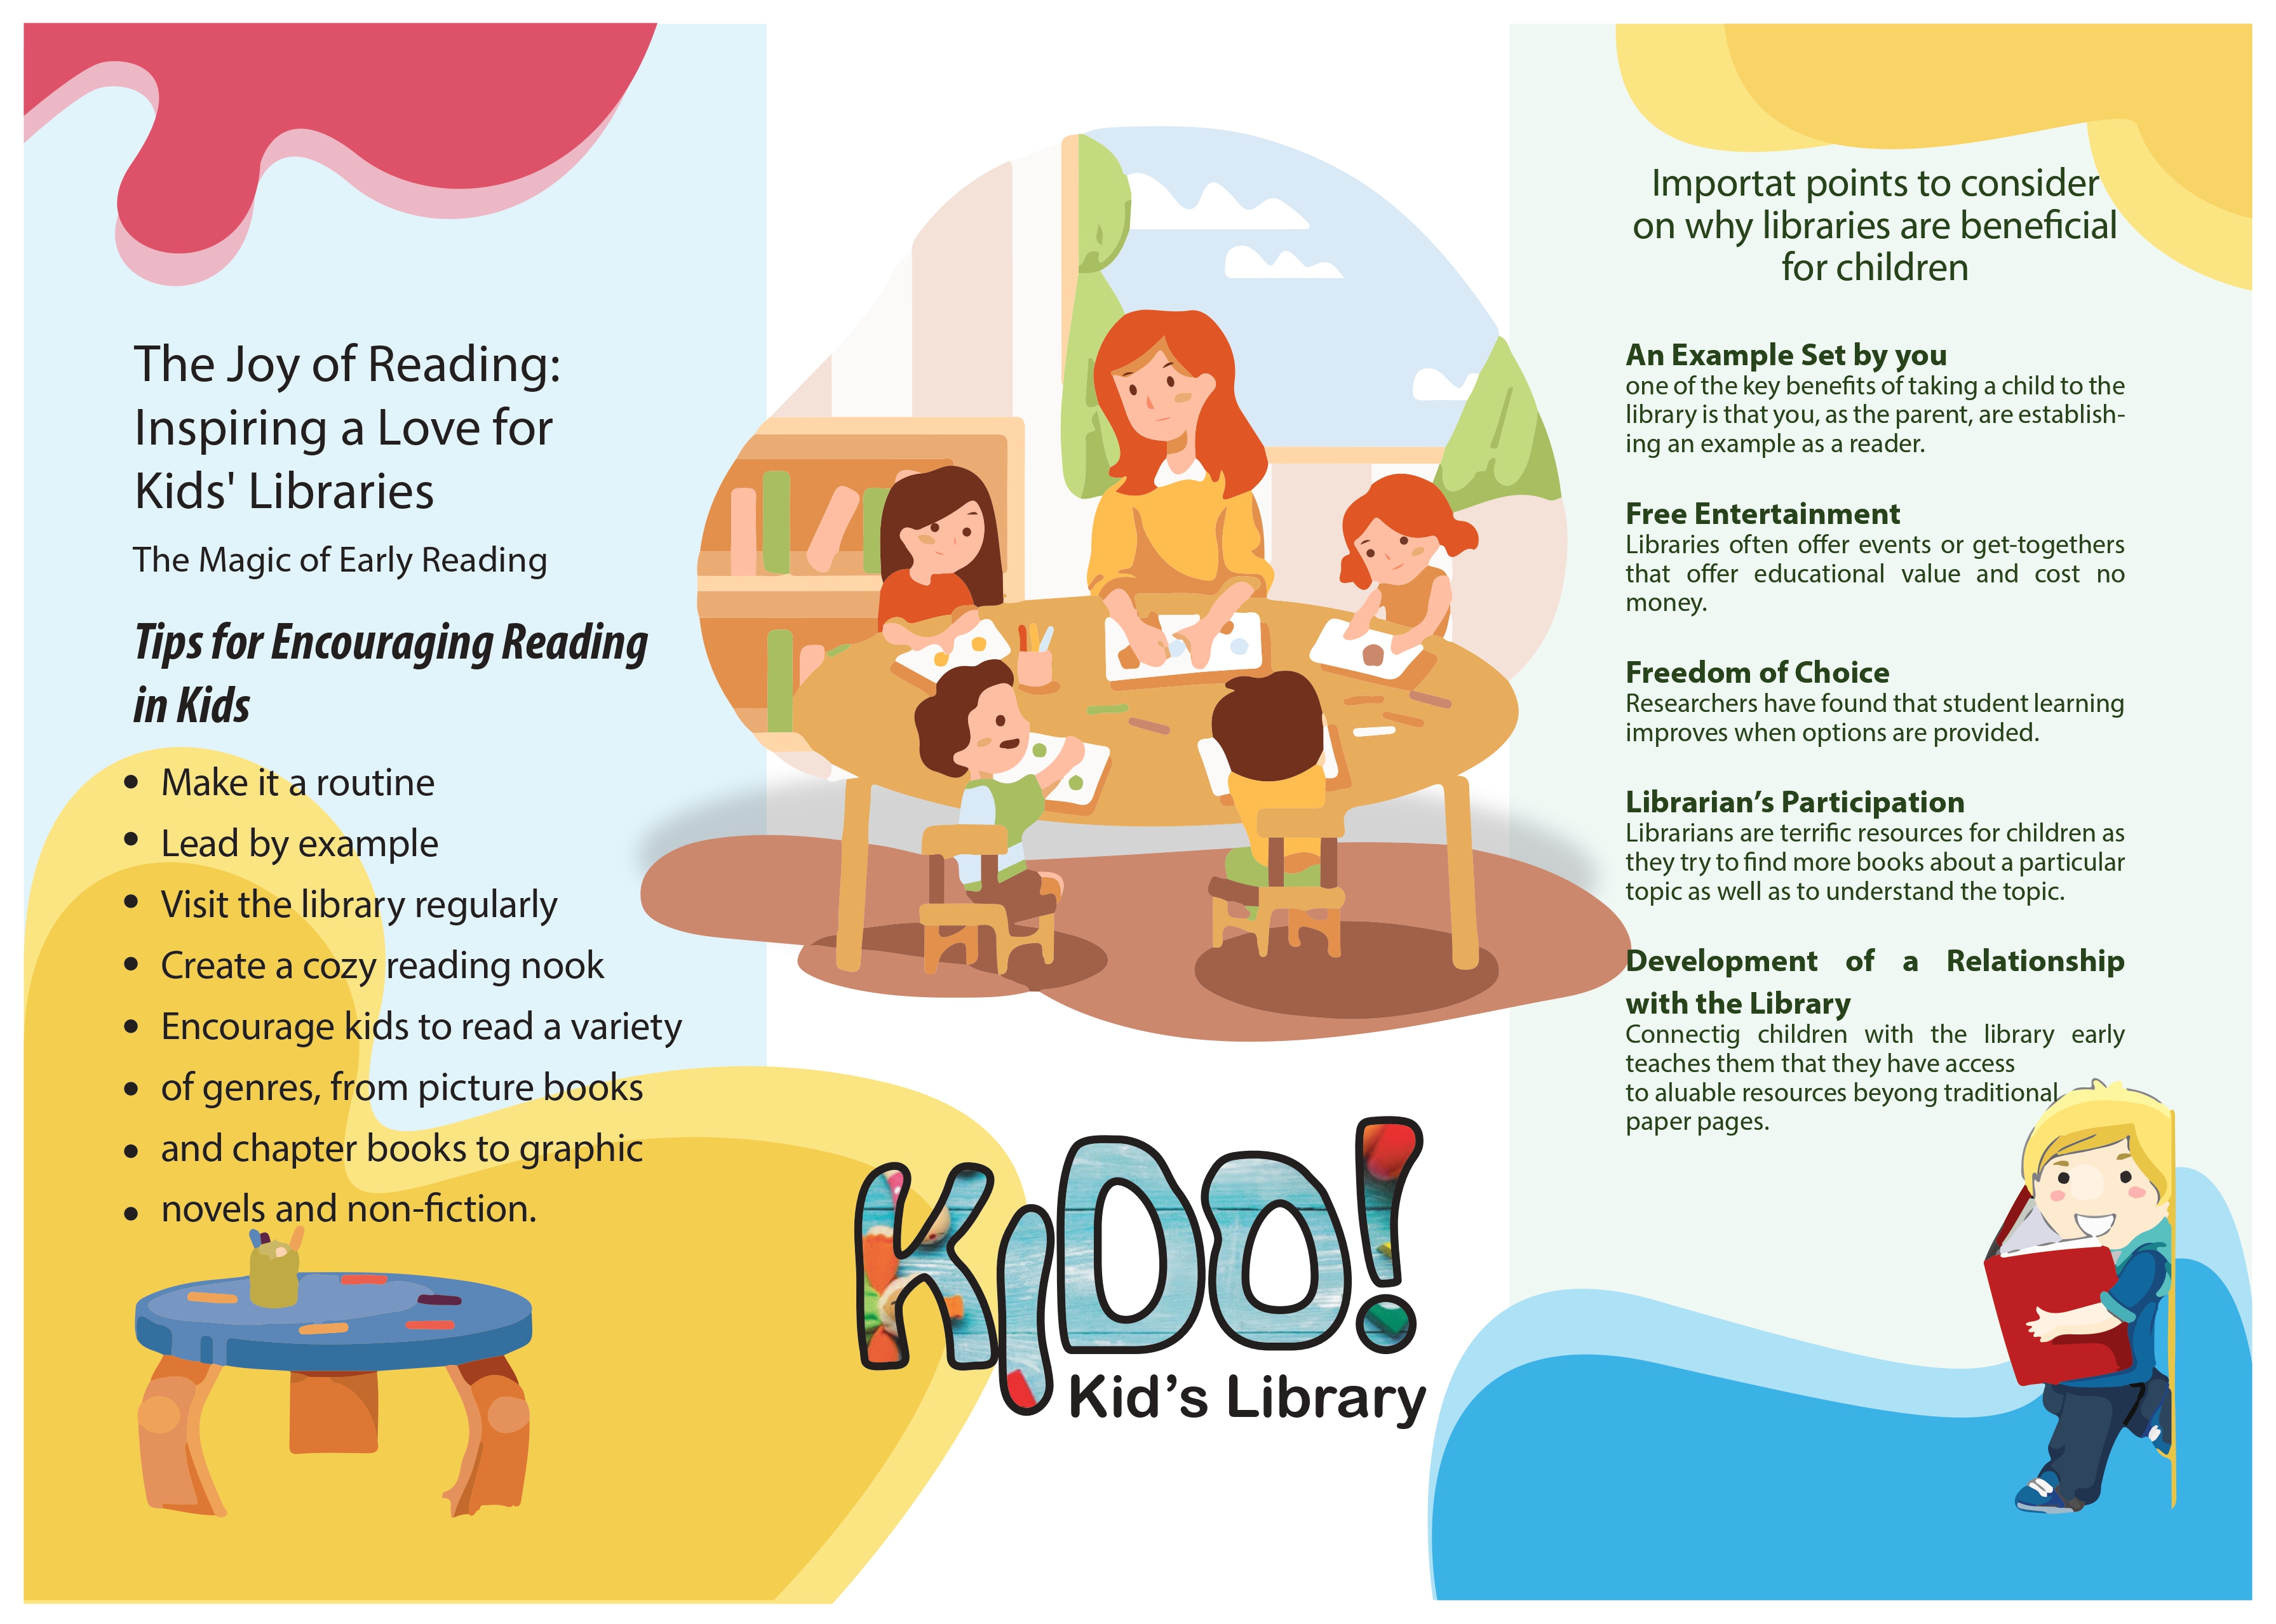 The Joy of Reading:
Inspiring a Love for
Kids' Libraries
The Magic of Early Reading
Tips for Encouraging Reading
in Kids
• Make it a routine
• Lead by example
• Visit the library regularly
• Create a cozy reading nook
• Encourage kids to read a variety
• of genres, from picture books
• and chapter books to graphic
• novels and non-fiction.
KiDO!
Kid's Library
Importat points to consider
on why libraries are beneficial
for children
An Example Set by you
one of the key benefits of taking a child to the
library is that you, as the parent, are establish-
ing an example as a reader.
Free Entertainment
Libraries often offer events or get-togethers
that offer educational value and cost no
money.
Freedom of Choice
Researchers have found that student learning
improves when options are provided.
Librarian’s Participation
Librarians are terrific resources for children as
they try to find more books about a particular
topic as well as to understand the topic.
Development of a Relationship
with the Library
Connectig children with the library early
teaches them that they have access
to aluable resources beyong traditional
paper pages.